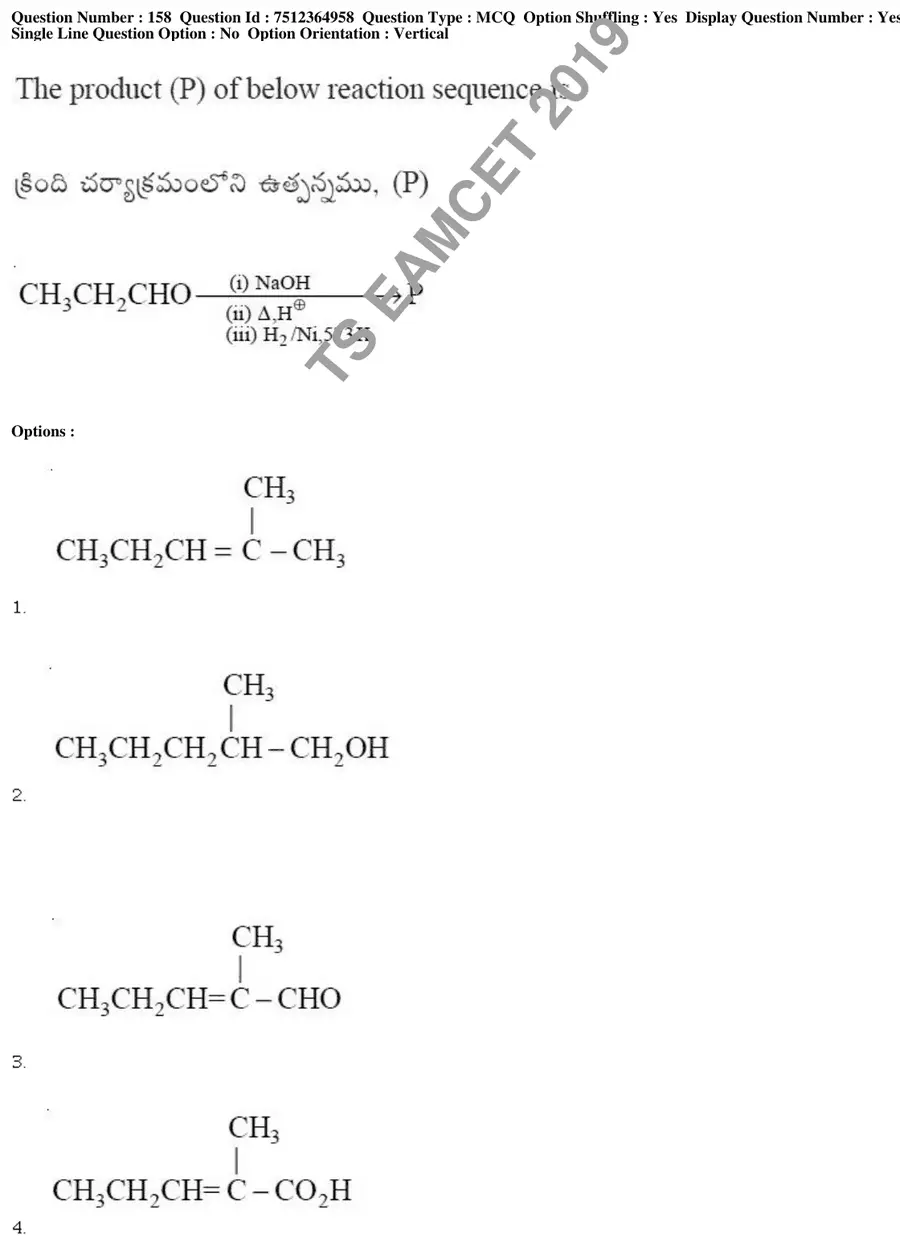 Question Number : 158 Question Id : 7512364958 Question Type : MCQ Option Shuffling : Yes Display Question Number : Yes
Single Line Question Option : No Option Orientation : Vertical
The product (P) of below reaction sequence is
క్రింది చర్యాక్రమంలోని ఉత్పన్నము, (P)
CH₃CH₂CHO (i) NaOH → P
(ii) Δ,H⊕
(iii) H₂/Ni,
TS EAMCET 2019
Options :
CH₃
|
CH₃CH₂CH = C – CH₃
1.
CH₃
|
CH₃CH₂CH₂CH – CH₂OH
2.
CH₃
|
CH₃CH₂CH= C – CHO
3.
CH₃
|
CH₃CH₂CH= C – CO₂H
4.